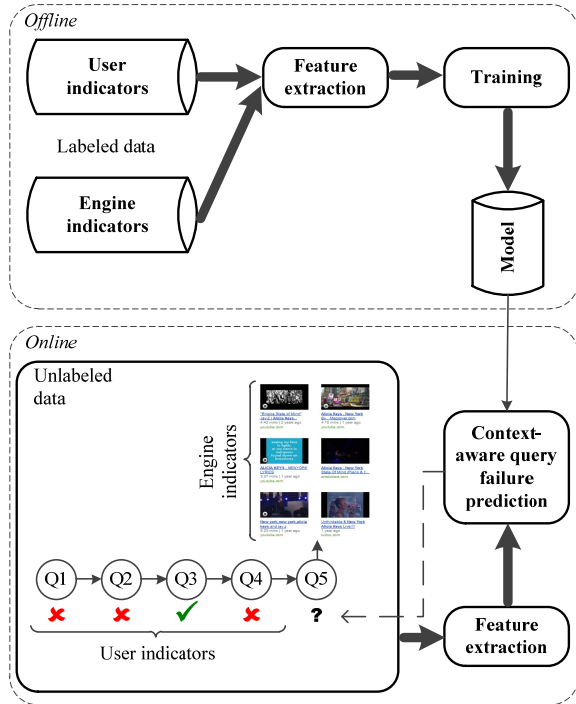 Offline
User
indicators
Feature
extraction
Training
Labeled data
Engine
indicators
Model
Online
Unlabeled
data
Engine
indicators
Context-
aware query
failure
prediction
Q1
Q2
Q3
Q4
Q5
?
User indicators
Feature
extraction